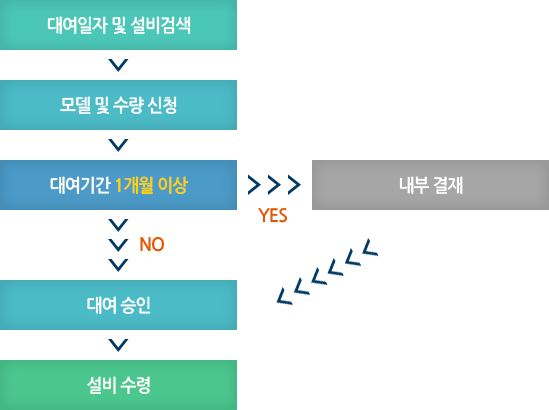 대여일자 및 설비검색
모델 및 수량 신청
대여기간 1개월 이상
내부 결재
YES
NO
대여 승인
설비 수령